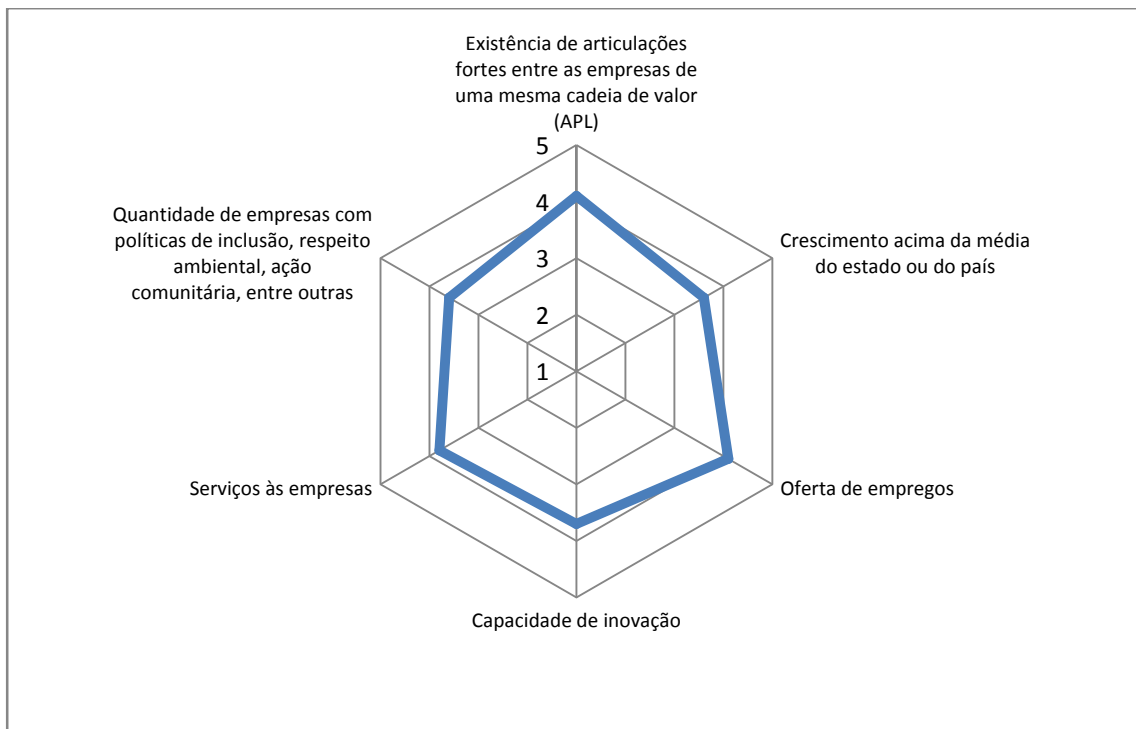 Existência de articulações
fortes entre as empresas de
uma mesma cadeia de valor
(APL)
5
4
3
2
1
Crescimento acima da média
do estado ou do país
Oferta de empregos
Capacidade de inovação
Serviços às empresas
Quantidade de empresas com
políticas de inclusão, respeito
ambiental, ação
comunitária, entre outras